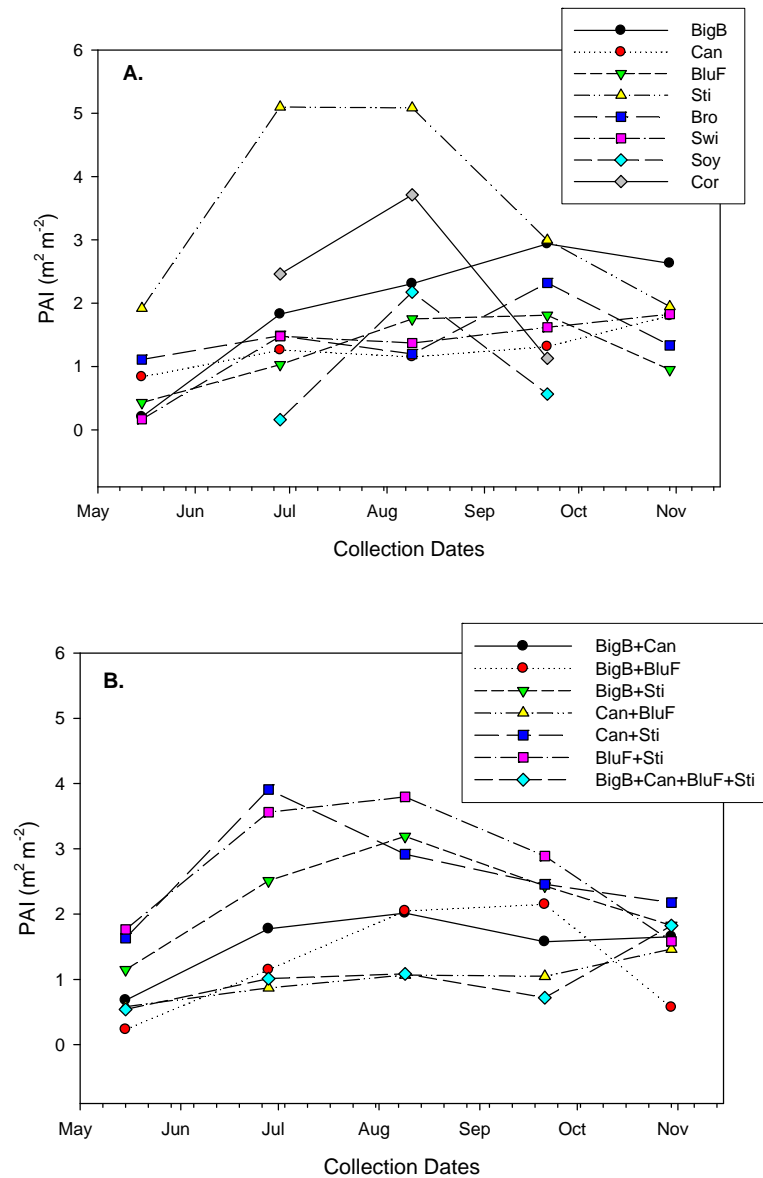 A.
BigB
Can
BluF
Sti
Bro
Swi
Soy
Cor
6
5
4
3
2
1
0
PAI (m² m⁻²)
May Jun Jul Aug Sep Oct Nov
Collection Dates
B.
BigB+Can
BigB+BluF
BigB+Sti
Can+BluF
Can+Sti
BluF+Sti
BigB+Can+BluF+Sti
6
5
4
3
2
1
0
PAI (m² m⁻²)
May Jun Jul Aug Sep Oct Nov
Collection Dates